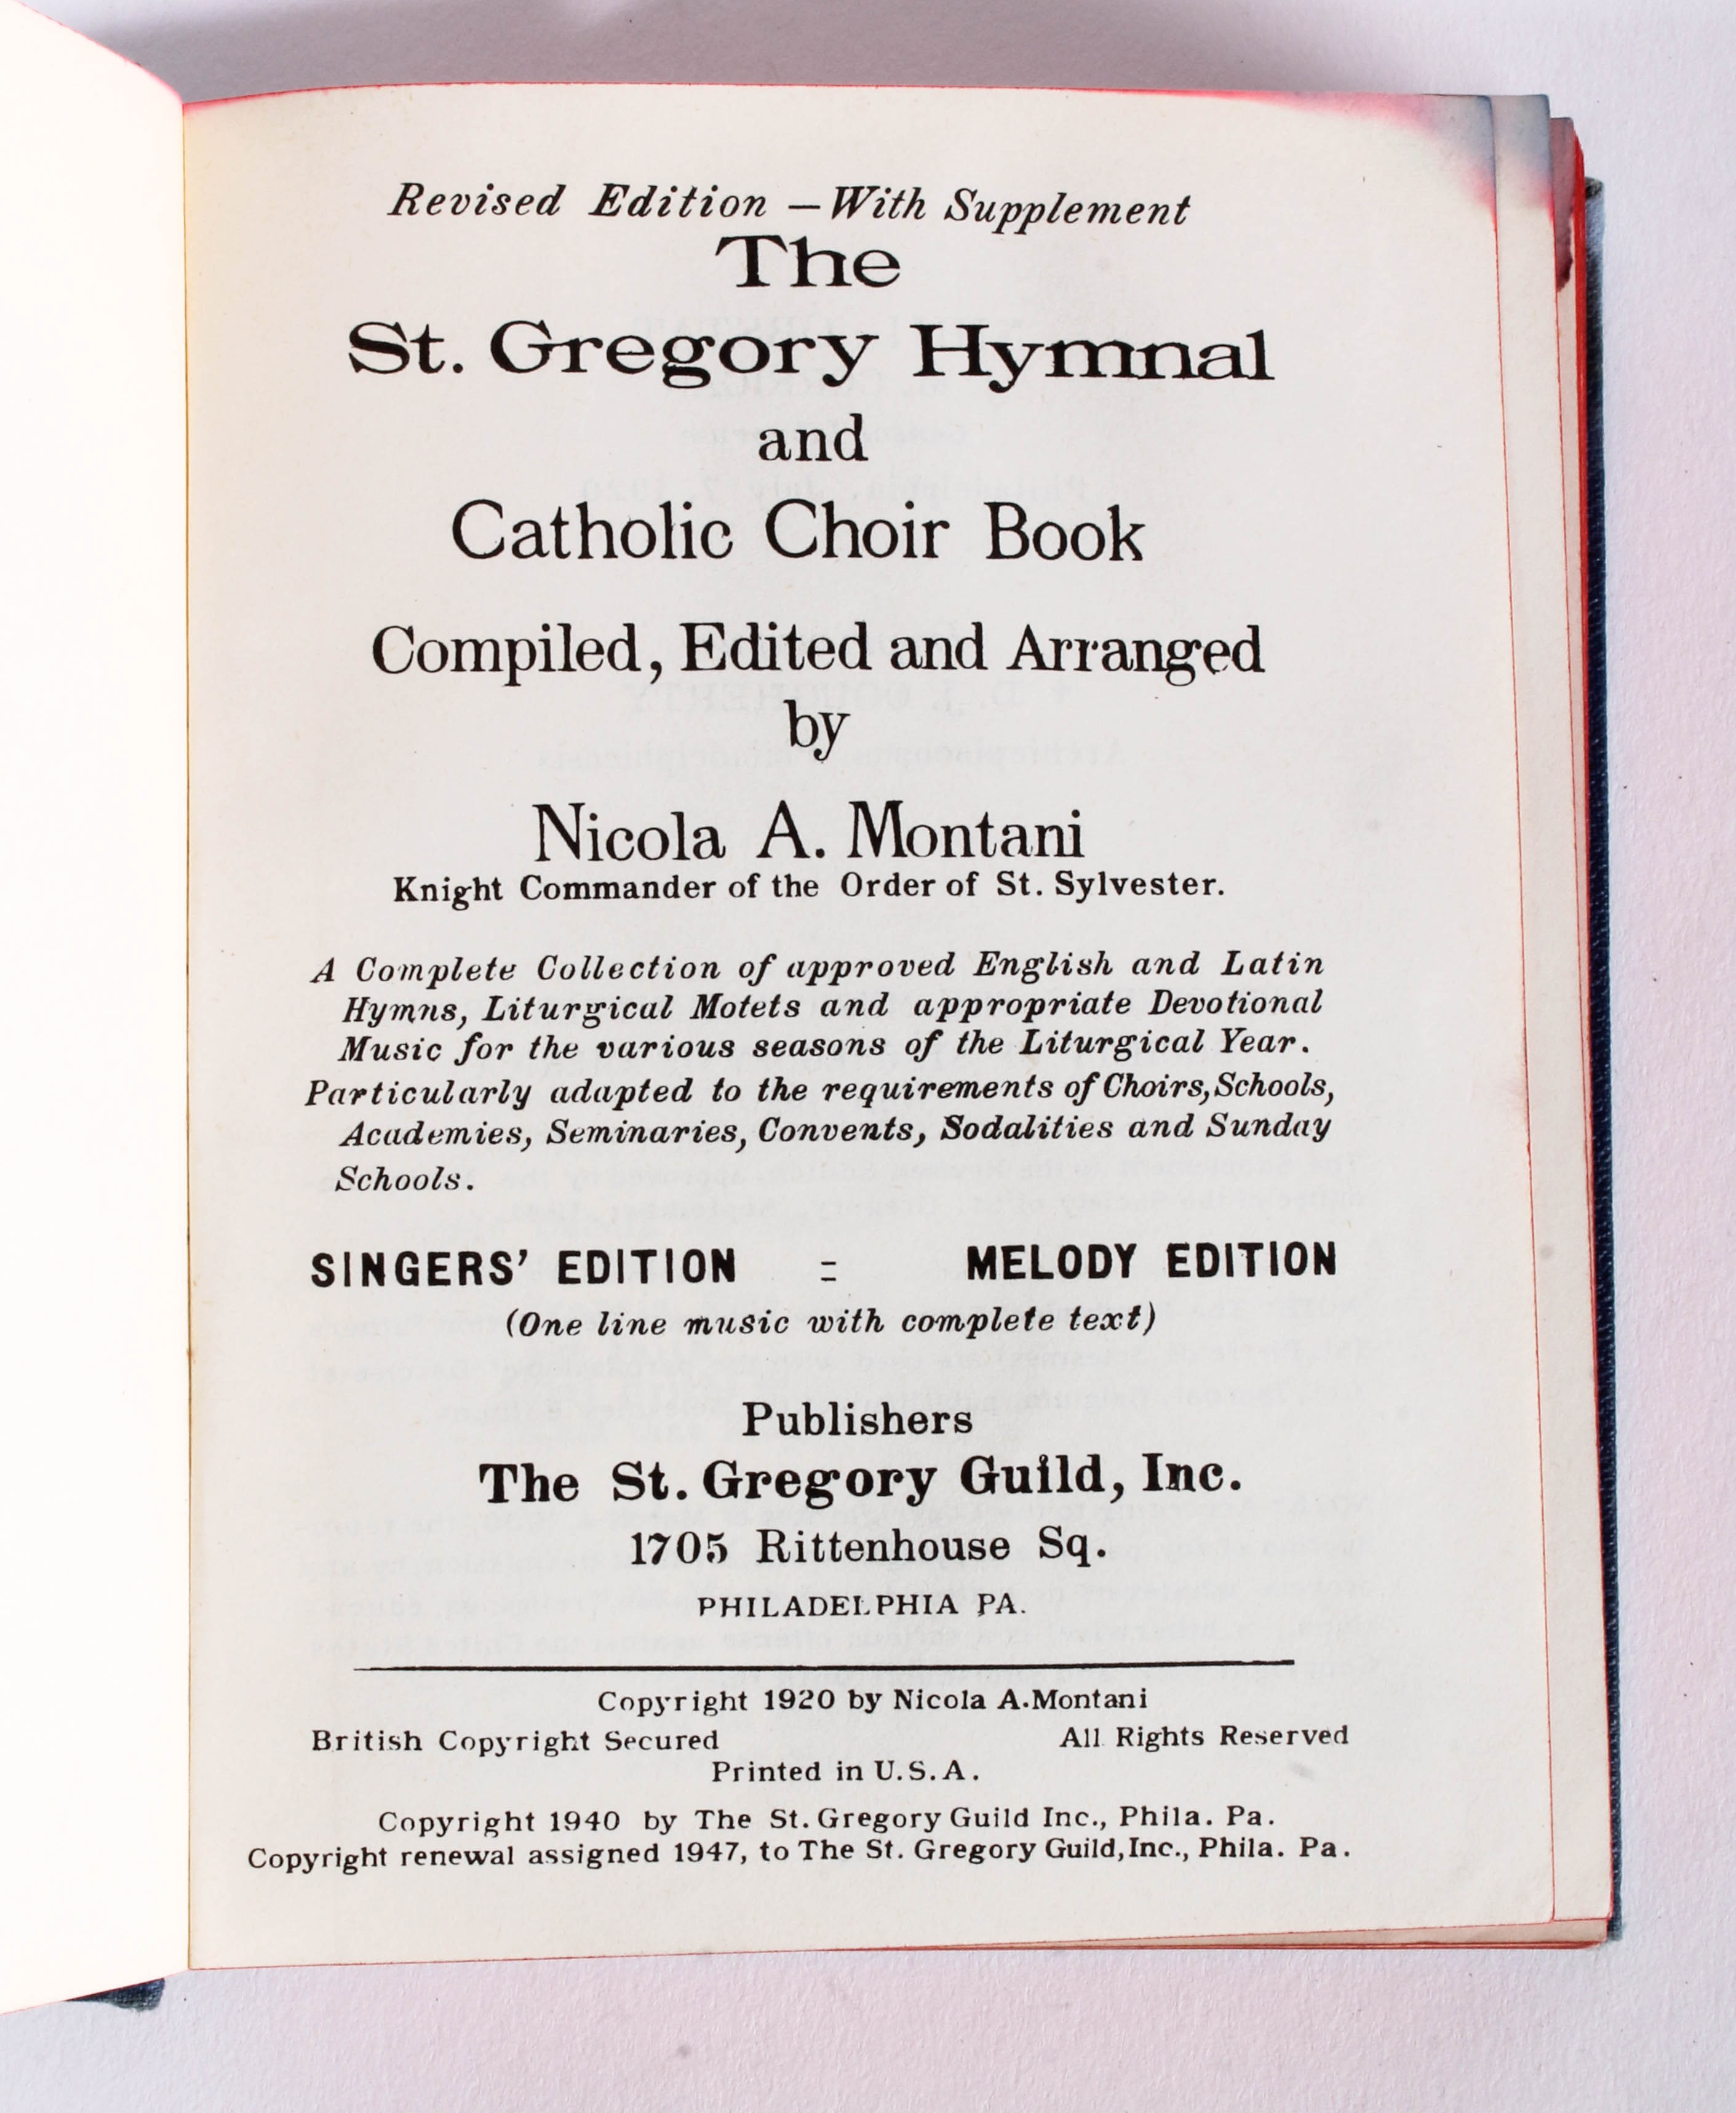 Revised Edition — With Supplement
The
St. Gregory Hymnal
and
Catholic Choir Book
Compiled, Edited and Arranged
by
Nicola A. Montani
Knight Commander of the Order of St. Sylvester.
A Complete Collection of approved English and Latin
Hymns, Liturgical Motets and appropriate Devotional
Music for the various seasons of the Liturgical Year.
Particularly adapted to the requirements of Choirs, Schools,
Academies, Seminaries, Convents, Sodalities and Sunday
Schools.
SINGERS' EDITION = MELODY EDITION
(One line music with complete text)
Publishers
The St. Gregory Guild, Inc.
1705 Rittenhouse Sq.
PHILADELPHIA PA.
Copyright 1920 by Nicola A. Montani
British Copyright Secured All Rights Reserved
Printed in U.S.A.
Copyright 1940 by The St. Gregory Guild Inc., Phila. Pa.
Copyright renewal assigned 1947, to The St. Gregory Guild, Inc., Phila. Pa.